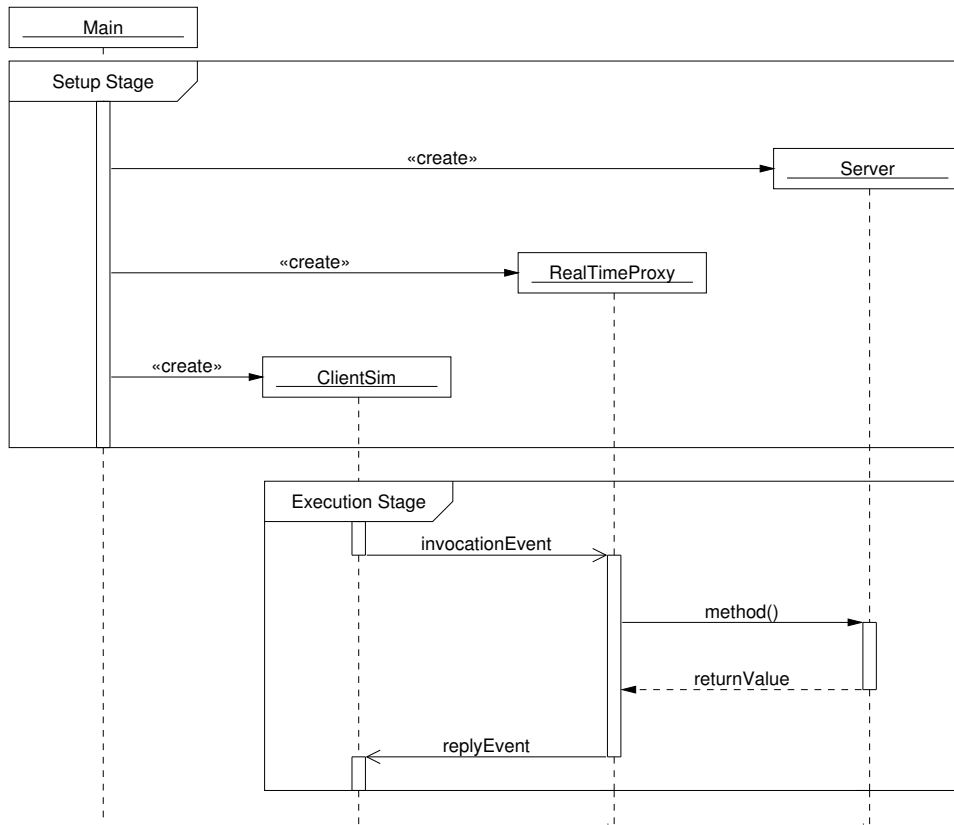 Main
Setup Stage
«create»
Server
«create»
RealTimeProxy
«create»
ClientSim
Execution Stage
invocationEvent
method()
returnValue
replyEvent